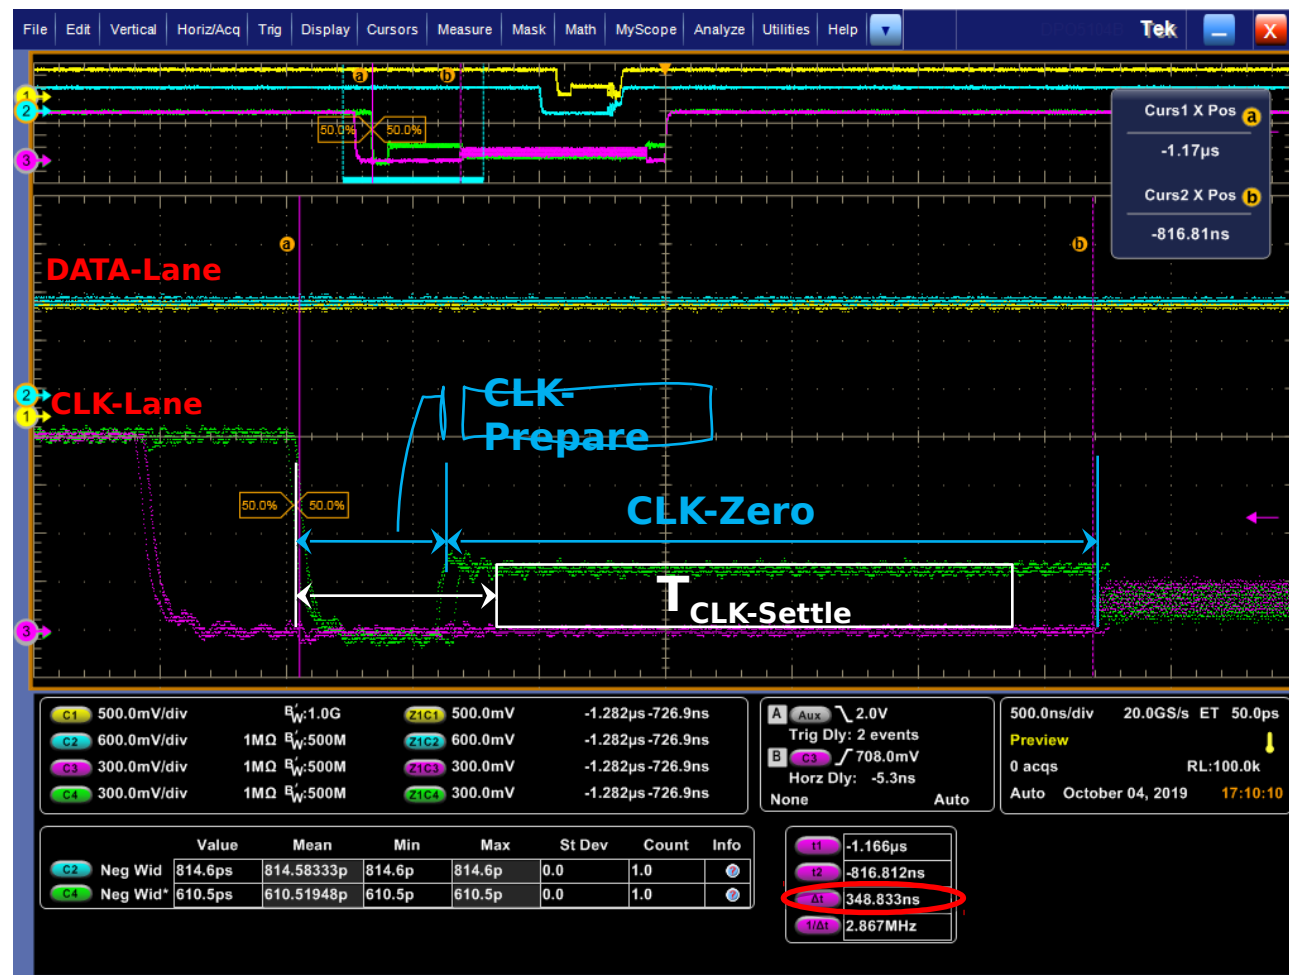 File Edit Vertical Horiz/Acq Trig Display Cursors Measure Mask Math MyScope Analyze Utilities Help Tek X
a b
1
2
50.0% 50.0%
3
Curs1 X Pos a
-1.17µs
Curs2 X Pos b
-816.81ns
a b
DATA-Lane
2
CLK-Lane
1
CLK-
Prepare
50.0% 50.0%
CLK-Zero
T CLK-Settle
3
C1 500.0mV/div BW:1.0G Z1C1 500.0mV -1.282µs -726.9ns
C2 600.0mV/div 1MΩ BW:500M Z1C2 600.0mV -1.282µs -726.9ns
C3 300.0mV/div 1MΩ BW:500M Z1C3 300.0mV -1.282µs -726.9ns
C4 300.0mV/div 1MΩ BW:500M Z1C4 300.0mV -1.282µs -726.9ns
A Aux 2.0V
Trig Dly: 2 events
B C3 708.0mV
Horz Dly: -5.3ns
None Auto
500.0ns/div 20.0GS/s ET 50.0ps
Preview
0 acqs RL:100.0k
Auto October 04, 2019 17:10:10
Value Mean Min Max St Dev Count Info
C2 Neg Wid 814.6ps 814.58333p 814.6p 814.6p 0.0 1.0 ?
C4 Neg Wid* 610.5ps 610.51948p 610.5p 610.5p 0.0 1.0 ?
t1 -1.166µs
t2 -816.812ns
Δt 348.833ns
1/Δt 2.867MHz